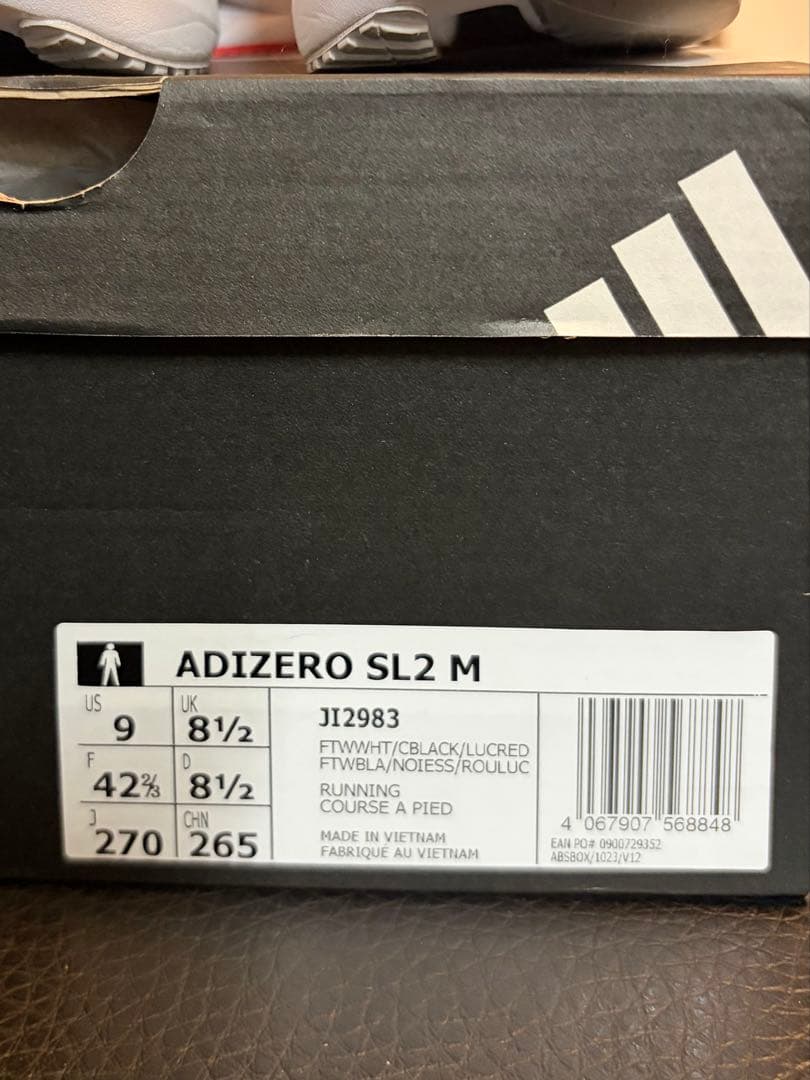 ADIZERO SL2 M
US 9 UK 8½
F 42⅔ D 8½
J 270 CHN 265
JI2983
FTWWHT/CBLACK/LUCRED
FTWBLA/NOIESS/ROULUC
RUNNING
COURSE A PIED
MADE IN VIETNAM
FABRIQUÉ AU VIETNAM
4 067907 568848
EAN PO# 0900729352
ABSBOX/1023/V12